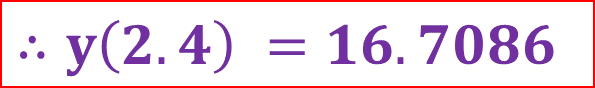 ∴ y(2.4) = 16.7086